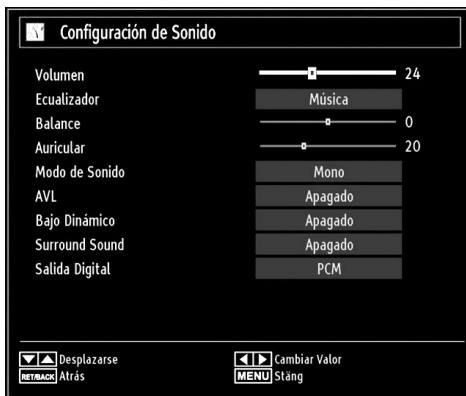 Configuración de Sonido
Volumen 24
Ecualizador Música
Balance 0
Auricular 20
Modo de Sonido Mono
AVL Apagado
Bajo Dinámico Apagado
Surround Sound Apagado
Salida Digital PCM
Desplazarse Cambiar Valor
RET/BACK Atrás MENU Stäng